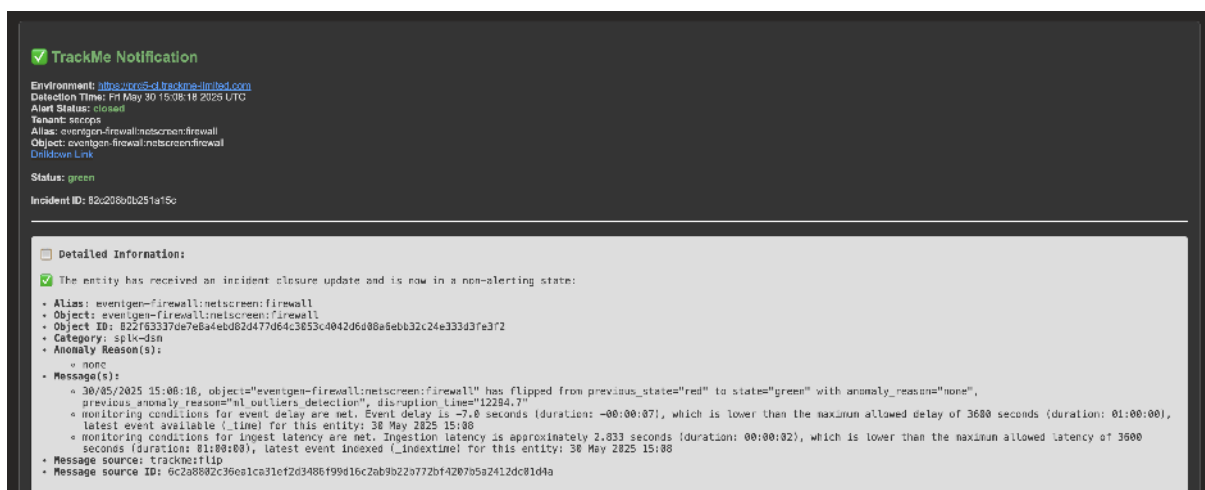 ✅ TrackMe Notification
Environment: https://pro5-cl.trackme-limited.com
Detection Time: Fri May 30 15:08:18 2025 UTC
Alert Status: closed
Tenant: secops
Alias: eventgen-firewall:netscreen:firewall
Object: eventgen-firewall:netscreen:firewall
Drilldown Link
Status: green
Incident ID:
Detailed Information:
✅ The entity has received an incident closure update and is now in a non-alerting state:
• Alias: eventgen-firewall:netscreen:firewall
• Object: eventgen-firewall:netscreen:firewall
• Object ID:
• Category: splk-dsm
• Anomaly Reason(s):
◦ none
• Message(s):
◦ 30/05/2025 15:08:18, object="eventgen-firewall:netscreen:firewall" has flipped from previous_state="red" to state="green" with anomaly_reason="none",
previous_anomaly_reason="ml_outliers_detection", disruption_time="12204.7"
◦ monitoring conditions for event delay are met. Event delay is -7.0 seconds (duration: -00:00:07), which is lower than the maximum allowed delay of 3600 seconds (duration: 01:00:00),
latest event available (_time) for this entity: 30 May 2025 15:08
◦ monitoring conditions for ingest latency are met. Ingestion latency is approximately 2.833 seconds (duration: 00:00:02), which is lower than the maximum allowed latency of 3600
seconds (duration: 01:00:00), latest event indexed (_indextime) for this entity: 30 May 2025 15:08
• Message source: trackme:flip
• Message source ID: